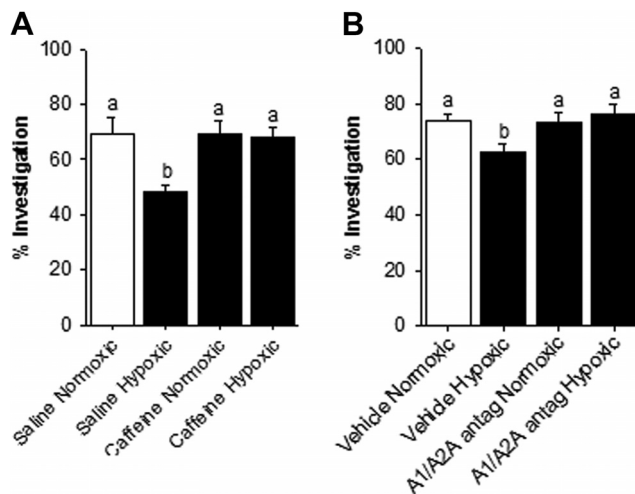 A
% Investigation
100
80
60
40
20
0
a
b
a
a
Saline Normoxic
Saline Hypoxic
Caffeine Normoxic
Caffeine Hypoxic
B
% Investigation
100
80
60
40
20
0
a
b
a
a
Vehicle Normoxic
Vehicle Hypoxic
A1/A2A antag Normoxic
A1/A2A antag Hypoxic